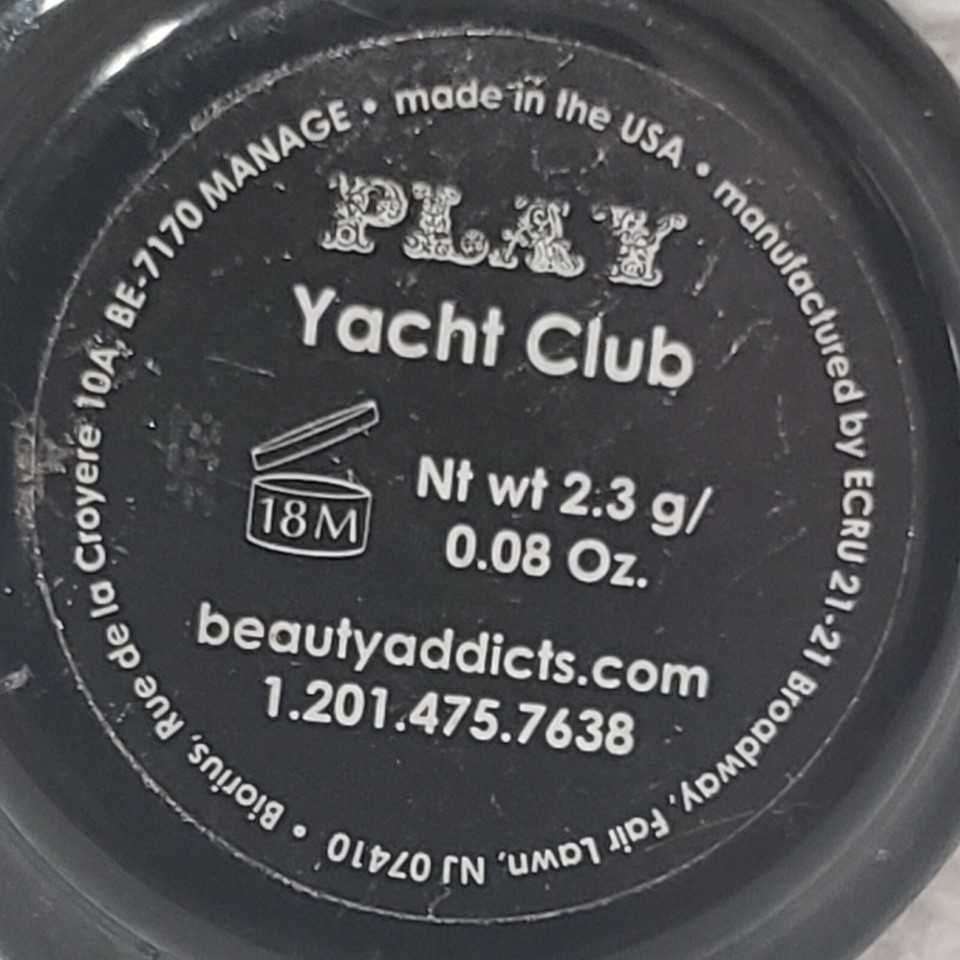 PLAY
Yacht Club
18M
Nt wt 2.3 g/
0.08 Oz.
beautyaddicts.com
1.201.475.7638
made in the USA • manufactured by ECRU 21-21 Broadway, Fair Lawn, NJ 07410 • Biorius, Rue de la Croyere 10A, BE-7170 MANAGE •